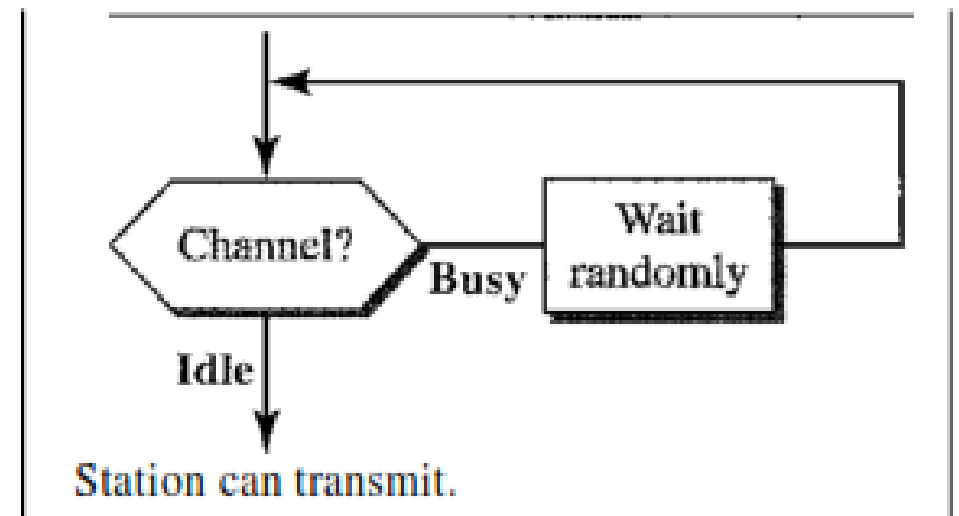 Channel?
Busy
Wait
randomly
Idle
Station can transmit.